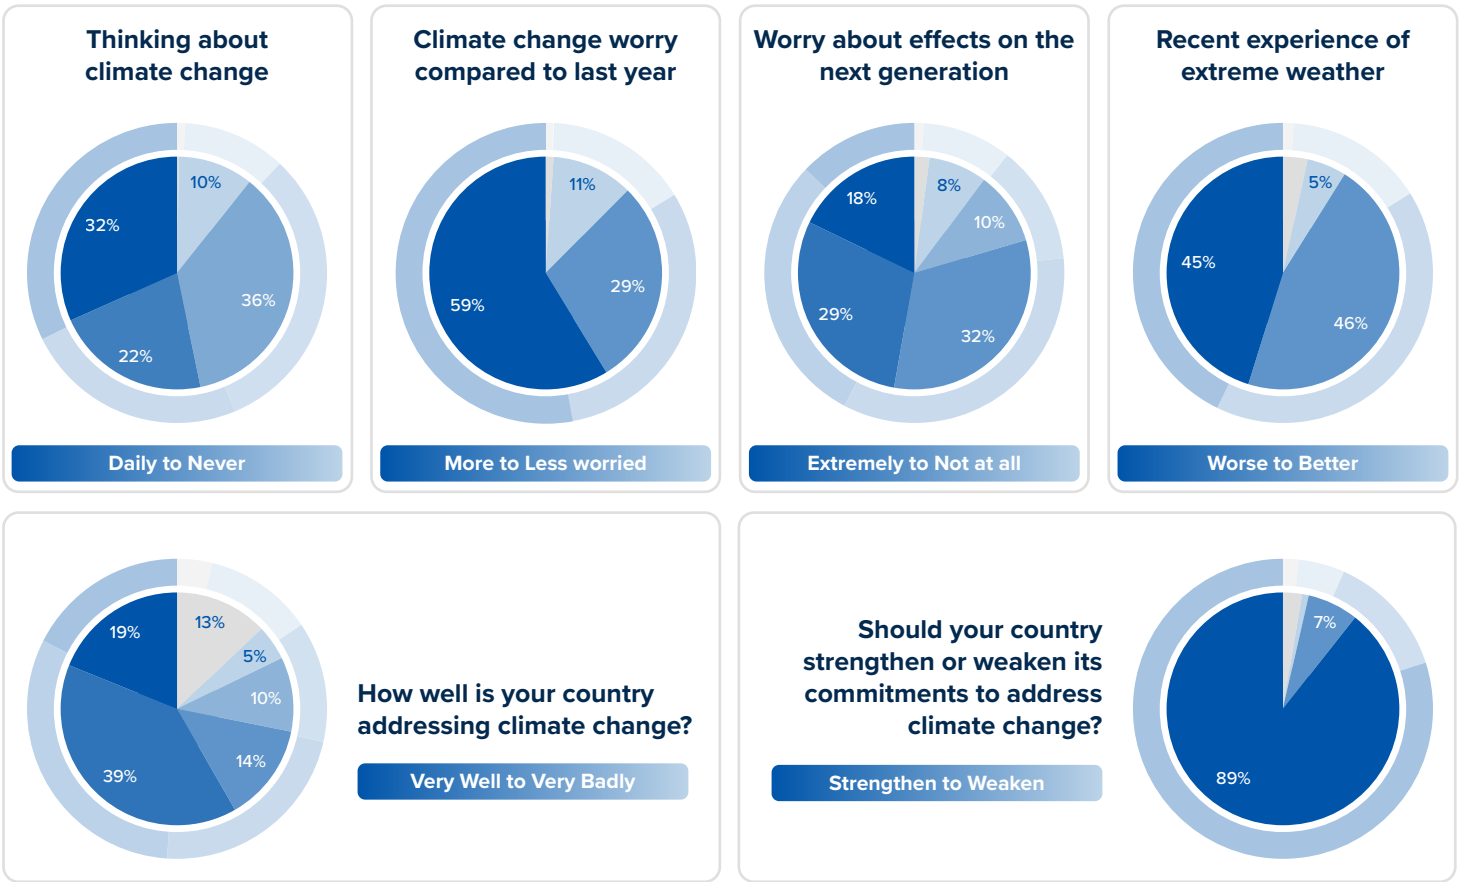 Thinking about
climate change
10%
32%
36%
22%
Daily to Never
Climate change worry
compared to last year
11%
29%
59%
More to Less worried
Worry about effects on the
next generation
18%
8%
10%
29%
32%
Extremely to Not at all
Recent experience of
extreme weather
5%
45%
46%
Worse to Better
19%
13%
5%
10%
14%
39%
How well is your country
addressing climate change?
Very Well to Very Badly
Should your country
strengthen or weaken its
commitments to address
climate change?
Strengthen to Weaken
7%
89%